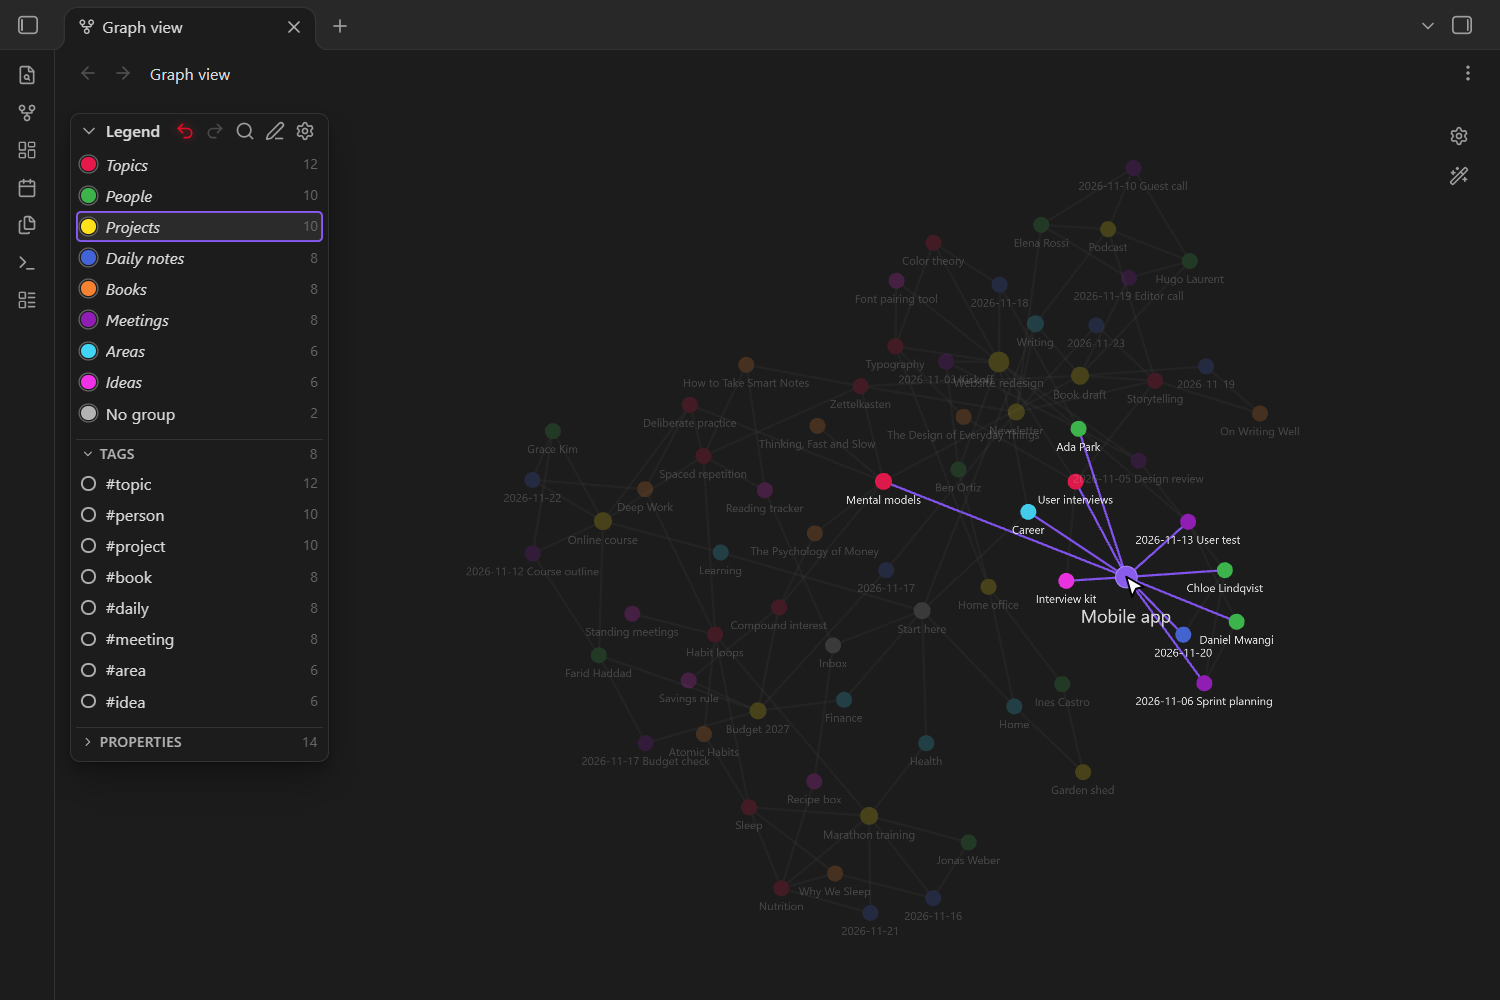 Graph view
Graph view
Legend
Topics 12
People 10
Projects 10
Daily notes 8
Books 8
Meetings 8
Areas 6
Ideas 6
No group 2
TAGS 8
#topic 12
#person 10
#project 10
#book 8
#daily 8
#meeting 8
#area 6
#idea 6
PROPERTIES 14
2026-11-10 Guest call
Elena Rossi
Podcast
Color theory
Hugo Laurent
Font pairing tool
2026-11-18
2026-11-19 Editor call
Writing
2026-11-23
Typography
2026-11-03 Kickoff
Website redesign
How to Take Smart Notes
2026-11-19
Book draft
Storytelling
Zettelkasten
Deliberate practice
Newsletter
The Design of Everyday Things
On Writing Well
Thinking, Fast and Slow
Grace Kim
Ada Park
Spaced repetition
Ben Ortiz
2026-11-05 Design review
2026-11-22
Deep Work
Reading tracker
Mental models
User interviews
Career
Online course
2026-11-13 User test
The Psychology of Money
2026-11-12 Course outline
Learning
2026-11-17
Chloe Lindqvist
Interview kit
Home office
Mobile app
Standing meetings
Compound interest
Start here
Daniel Mwangi
Habit loops
2026-11-20
Inbox
Farid Haddad
Savings rule
Ines Castro
2026-11-06 Sprint planning
Finance
Home
Budget 2027
Atomic Habits
2026-11-17 Budget check
Health
Garden shed
Recipe box
Sleep
Marathon training
Jonas Weber
Why We Sleep
Nutrition
2026-11-16
2026-11-21